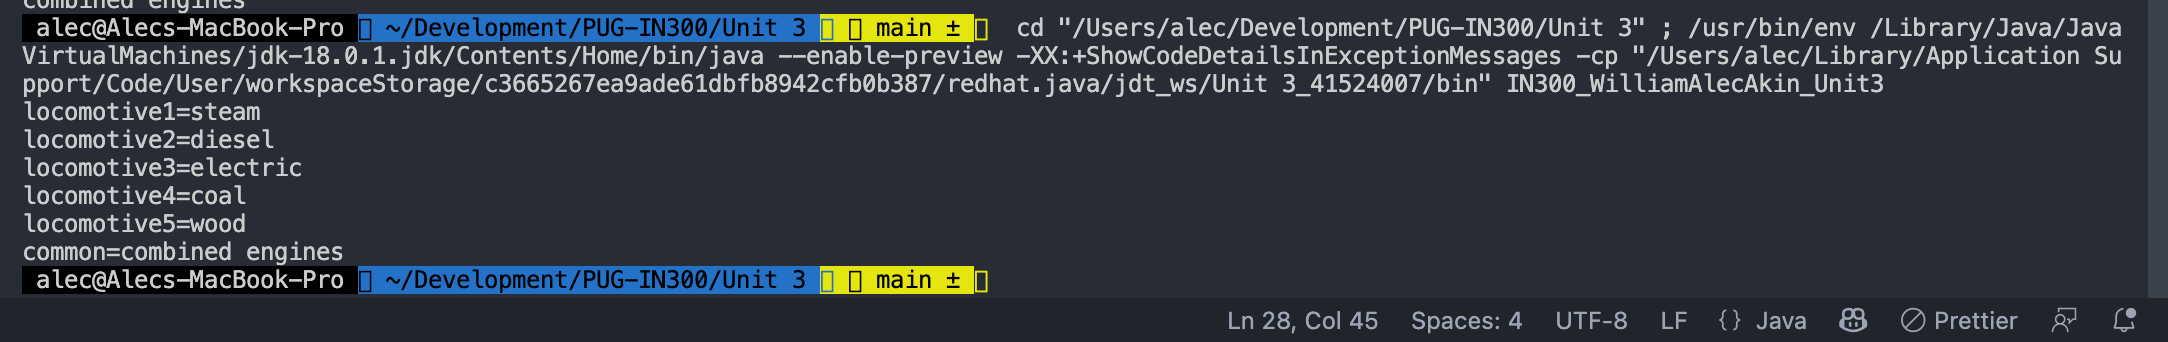 combined engines
alec@Alecs-MacBook-Pro ~/Development/PUG-IN300/Unit 3 main ± cd "/Users/alec/Development/PUG-IN300/Unit 3" ; /usr/bin/env /Library/Java/Java
VirtualMachines/jdk-18.0.1.jdk/Contents/Home/bin/java --enable-preview -XX:+ShowCodeDetailsInExceptionMessages -cp "/Users/alec/Library/Application Su
pport/Code/User/workspaceStorage/c3665267ea9ade61dbfb8942cfb0b387/redhat.java/jdt_ws/Unit 3_41524007/bin" IN300_WilliamAlecAkin_Unit3
locomotive1=steam
locomotive2=diesel
locomotive3=electric
locomotive4=coal
locomotive5=wood
common=combined engines
alec@Alecs-MacBook-Pro ~/Development/PUG-IN300/Unit 3 main ±
Ln 28, Col 45 Spaces: 4 UTF-8 LF {} Java Prettier